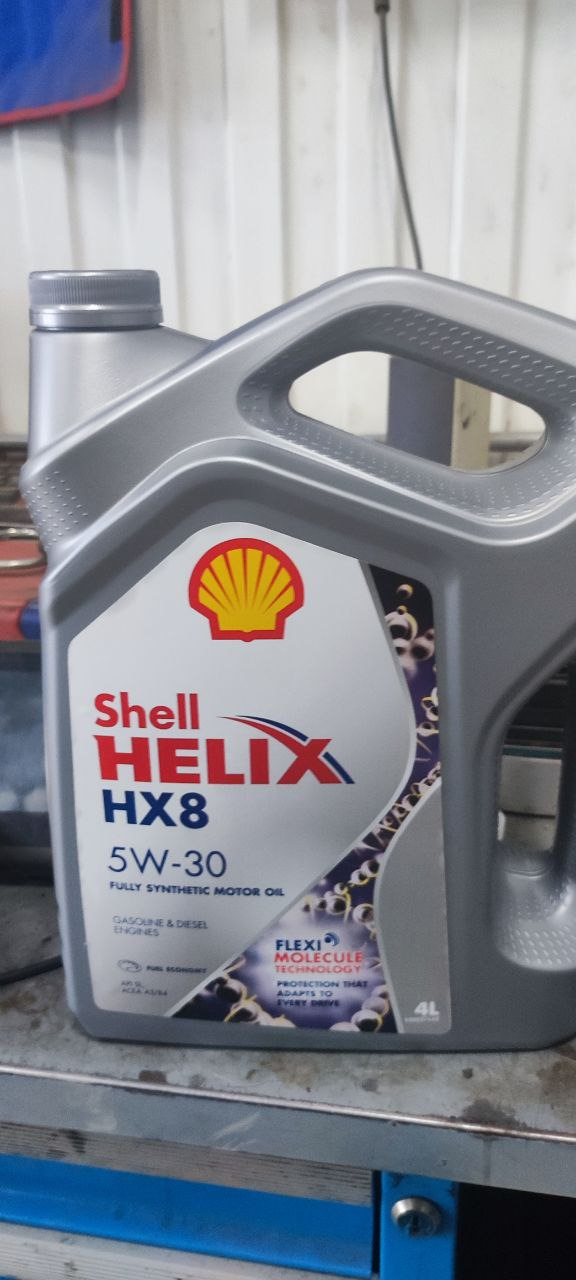 Shell
HELIX
HX8
5W-30
FULLY SYNTHETIC MOTOR OIL
GASOLINE & DIESEL
ENGINES
FUEL ECONOMY
API SL,
ACEA A3/B4
FLEXI
MOLECULE
TECHNOLOGY
PROTECTION THAT
ADAPTS TO
EVERY DRIVE
4L